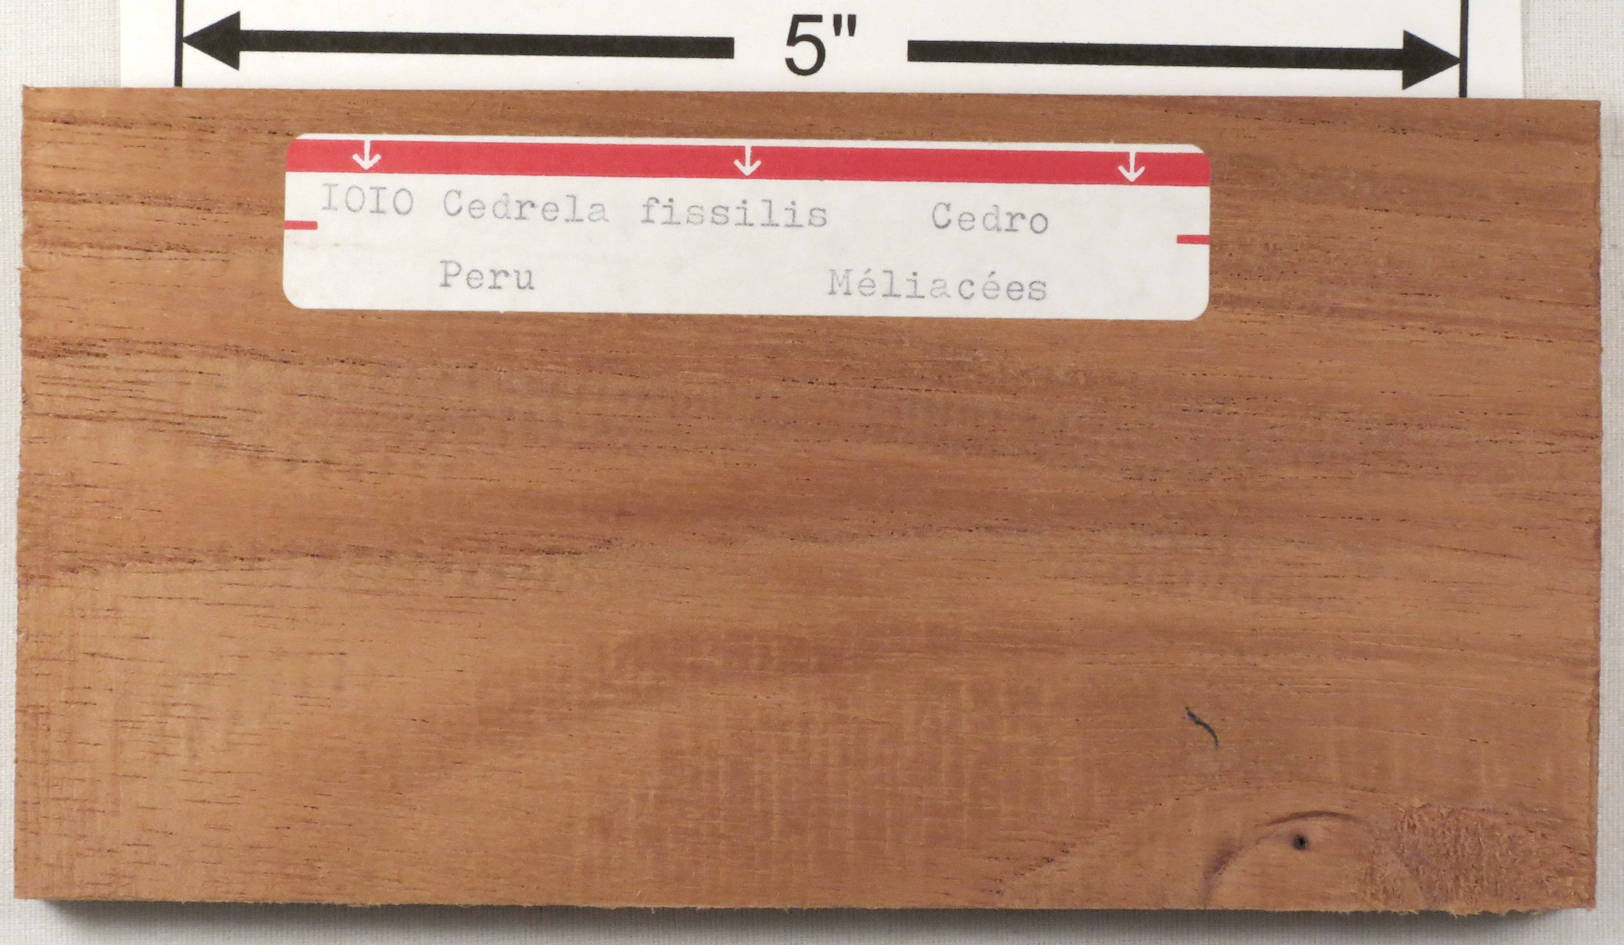 5"
IOIO Cedrela fissilis Cedro
Peru Méliacées